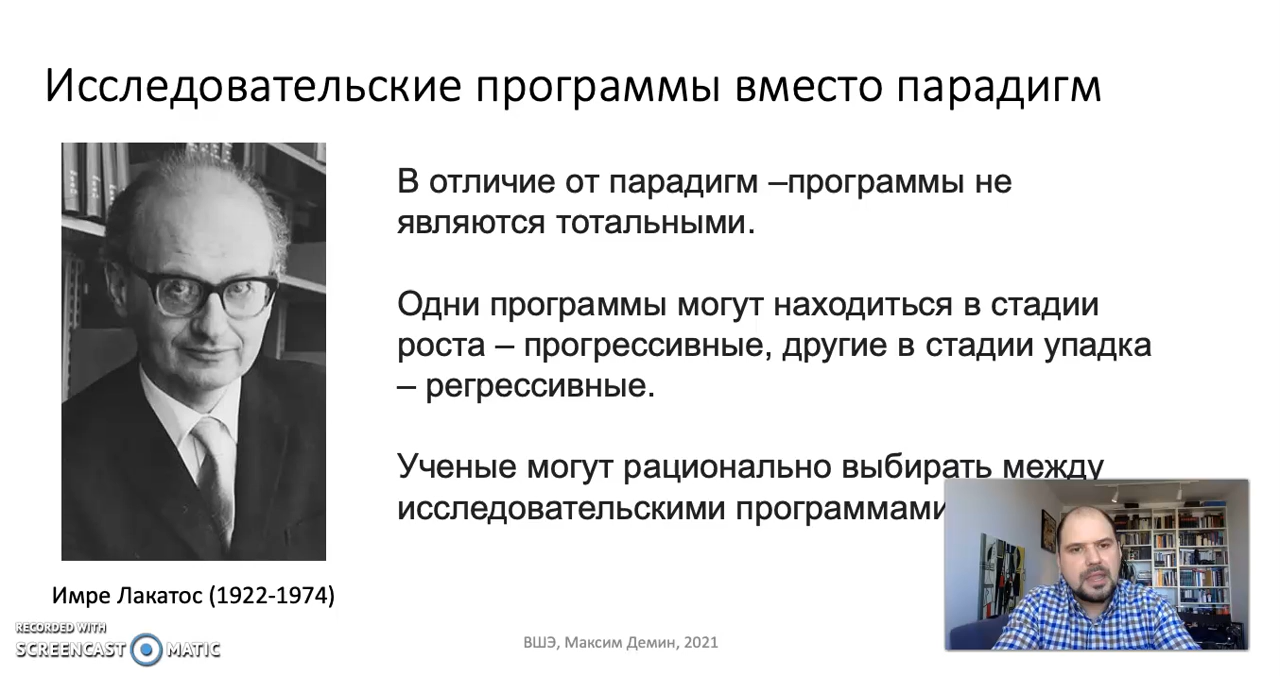 Исследовательские программы вместо парадигм
В отличие от парадигм –программы не
являются тотальными.
Одни программы могут находиться в стадии
роста – прогрессивные, другие в стадии упадка
– регрессивные.
Ученые могут рационально выбирать между
исследовательскими программами
Имре Лакатос (1922-1974)
RECORDED WITH
SCREENCAST MATIC
ВШЭ, Максим Демин, 2021